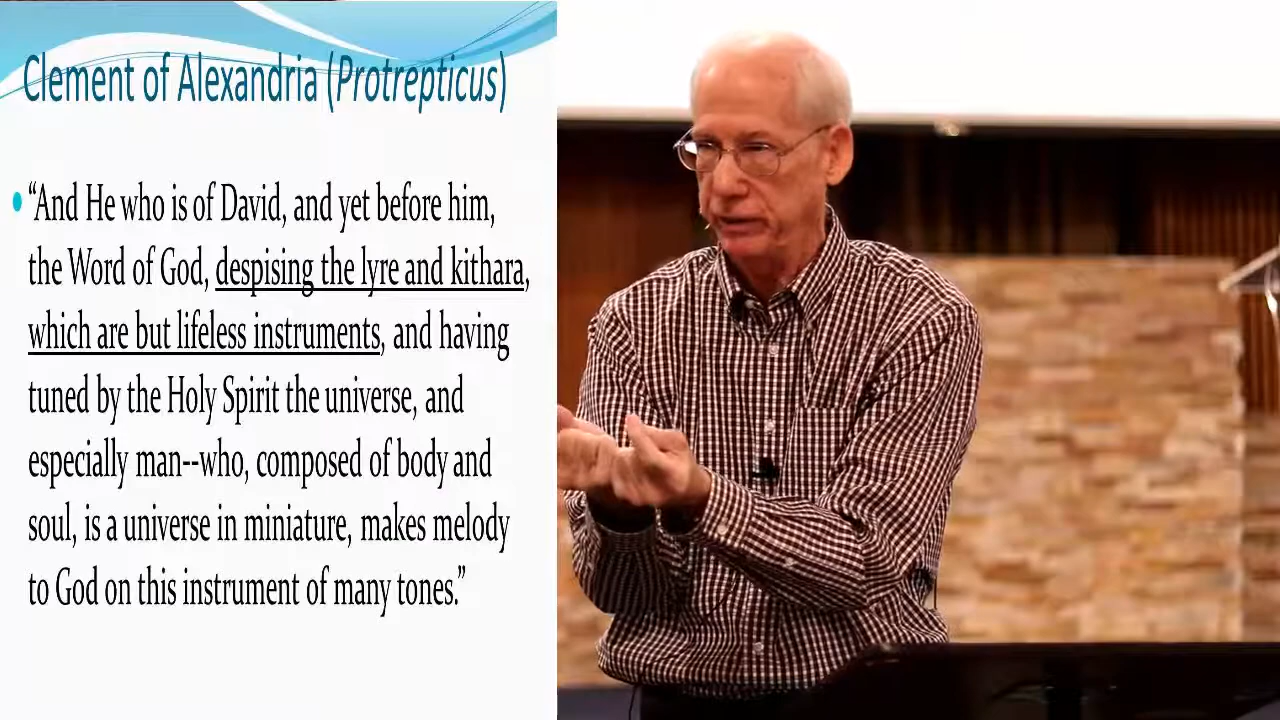 Clement of Alexandria (Protrepticus)
• “And He who is of David, and yet before him,
the Word of God, despising the lyre and kithara,
which are but lifeless instruments, and having
tuned by the Holy Spirit the universe, and
especially man--who, composed of body and
soul, is a universe in miniature, makes melody
to God on this instrument of many tones.”